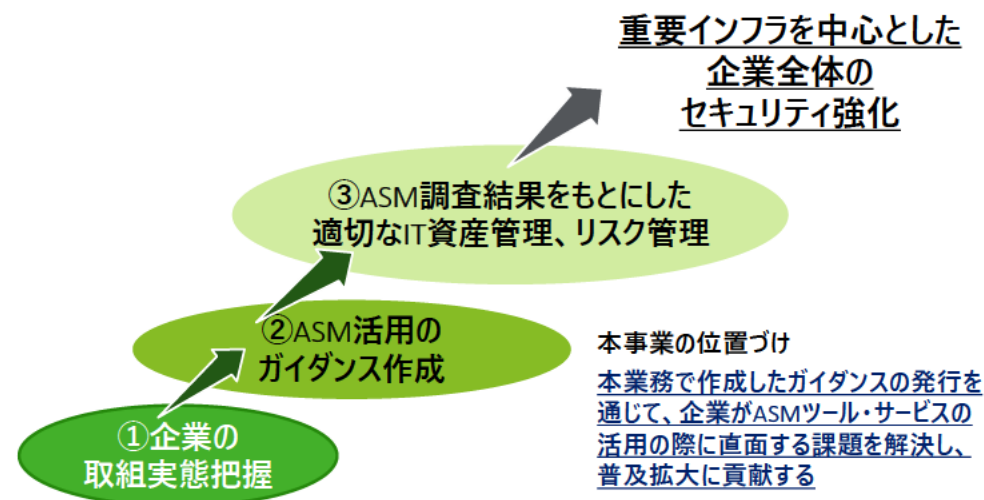 重要インフラを中心とした
企業全体の
セキュリティ強化
③ASM調査結果をもとにした
適切なIT資産管理、リスク管理
②ASM活用の
ガイダンス作成
①企業の
取組実態把握
本事業の位置づけ
本業務で作成したガイダンスの発行を
通じて、企業がASMツール・サービスの
活用の際に直面する課題を解決し、
普及拡大に貢献する